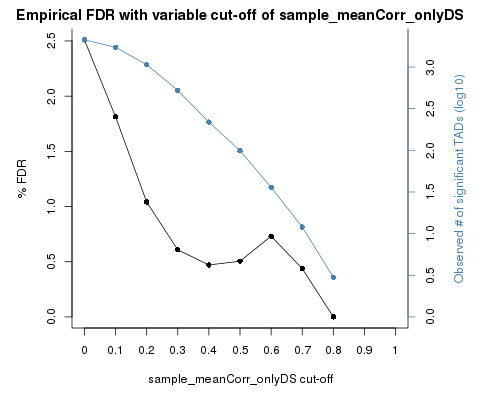 Empirical FDR with variable cut-off of sample_meanCorr_onlyDS
% FDR
2.5
2.0
1.5
1.0
0.5
0.0
3.0
2.5
2.0
1.5
1.0
0.5
0.0
Observed # of significant TADs (log10)
0 0.1 0.2 0.3 0.4 0.5 0.6 0.7 0.8 0.9 1
sample_meanCorr_onlyDS cut-off